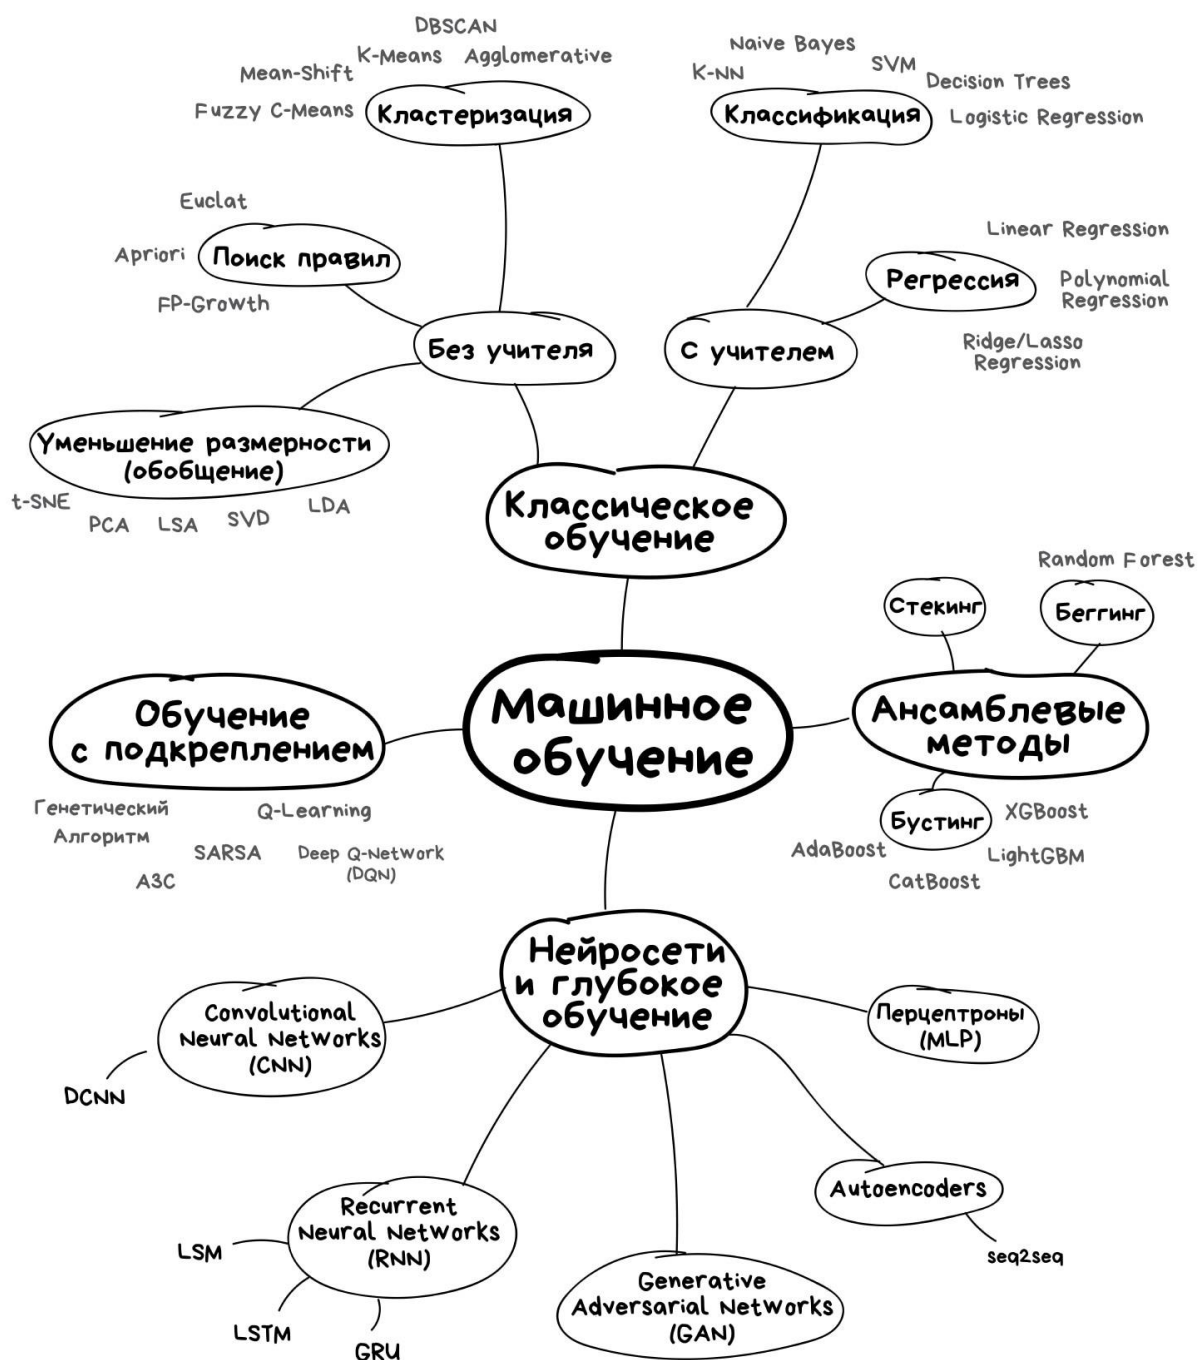 DBSCAN
K-Means
Agglomerative
Mean-Shift
Fuzzy C-Means
Кластеризация
Naive Bayes
K-NN
SVM
Decision Trees
Классификация
Logistic Regression
Euclat
Apriori
Поиск правил
FP-Growth
Linear Regression
Регрессия
Polynomial
Regression
Ridge/Lasso
Regression
Без учителя
С учителем
Уменьшение размерности
(обобщение)
t-SNE
PCA
LSA
SVD
LDA
Классическое
обучение
Random Forest
Стекинг
Беггинг
Машинное
обучение
Обучение
с подкреплением
Генетический
Алгоритм
Q-Learning
SARSA
Deep Q-Network
(DQN)
A3C
Ансамблевые
методы
Бустинг
XGBoost
AdaBoost
LightGBM
CatBoost
Нейросети
и глубокое
обучение
Convolutional
Neural Networks
(CNN)
DCNN
Перцептроны
(MLP)
Autoencoders
seq2seq
Recurrent
Neural Networks
(RNN)
LSM
LSTM
GRU
Generative
Adversarial Networks
(GAN)